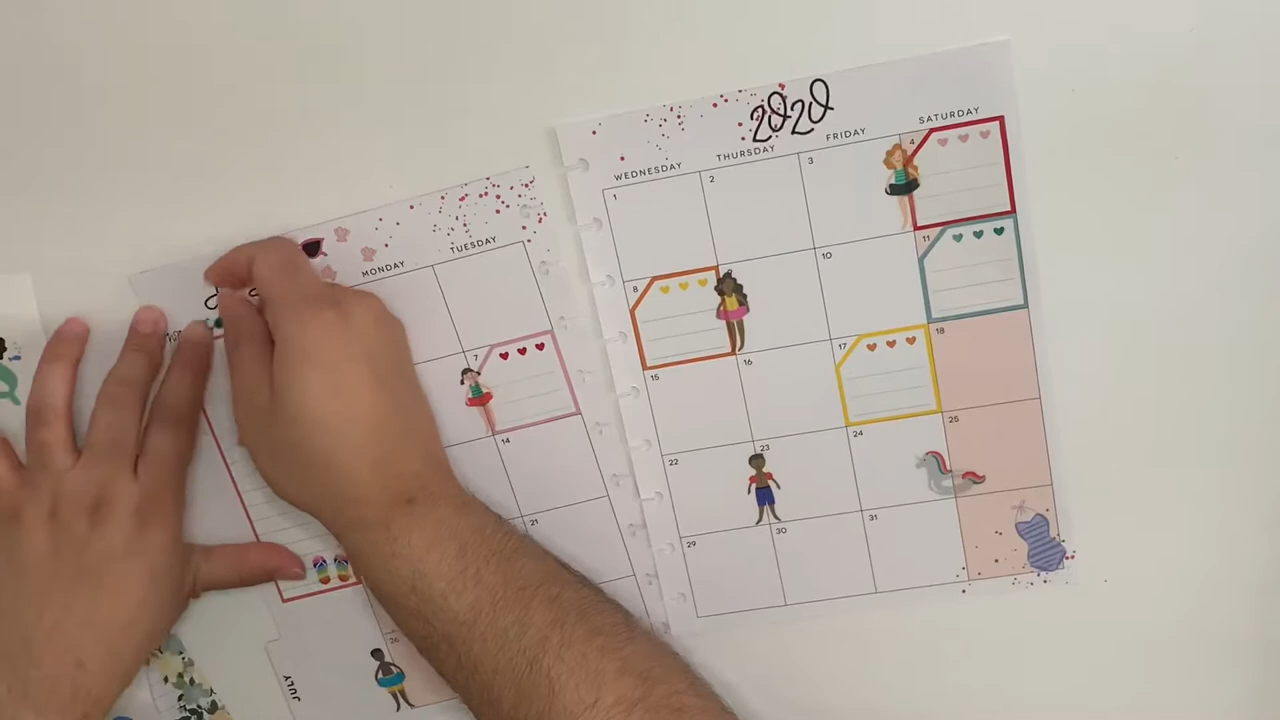 2020
MONDAY TUESDAY
WEDNESDAY THURSDAY FRIDAY SATURDAY
1 2 3 4
7
8 10 11
14
15 16 17 18
21
22 23 24 25
26
29 30 31
JULY